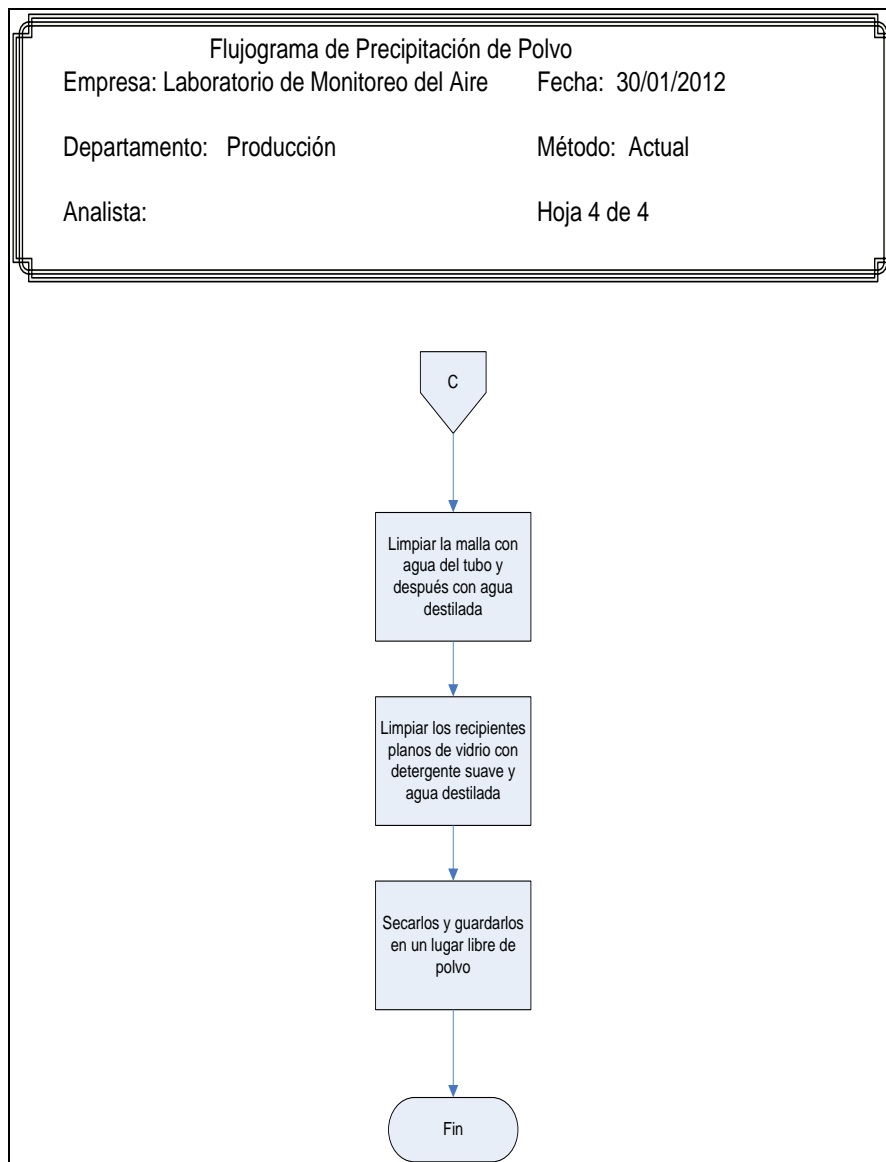 Flujograma de Precipitación de Polvo
Empresa: Laboratorio de Monitoreo del Aire Fecha: 30/01/2012
Departamento: Producción Método: Actual
Analista: Hoja 4 de 4
C
Limpiar la malla con
agua del tubo y
después con agua
destilada
Limpiar los recipientes
planos de vidrio con
detergente suave y
agua destilada
Secarlos y guardarlos
en un lugar libre de
polvo
Fin